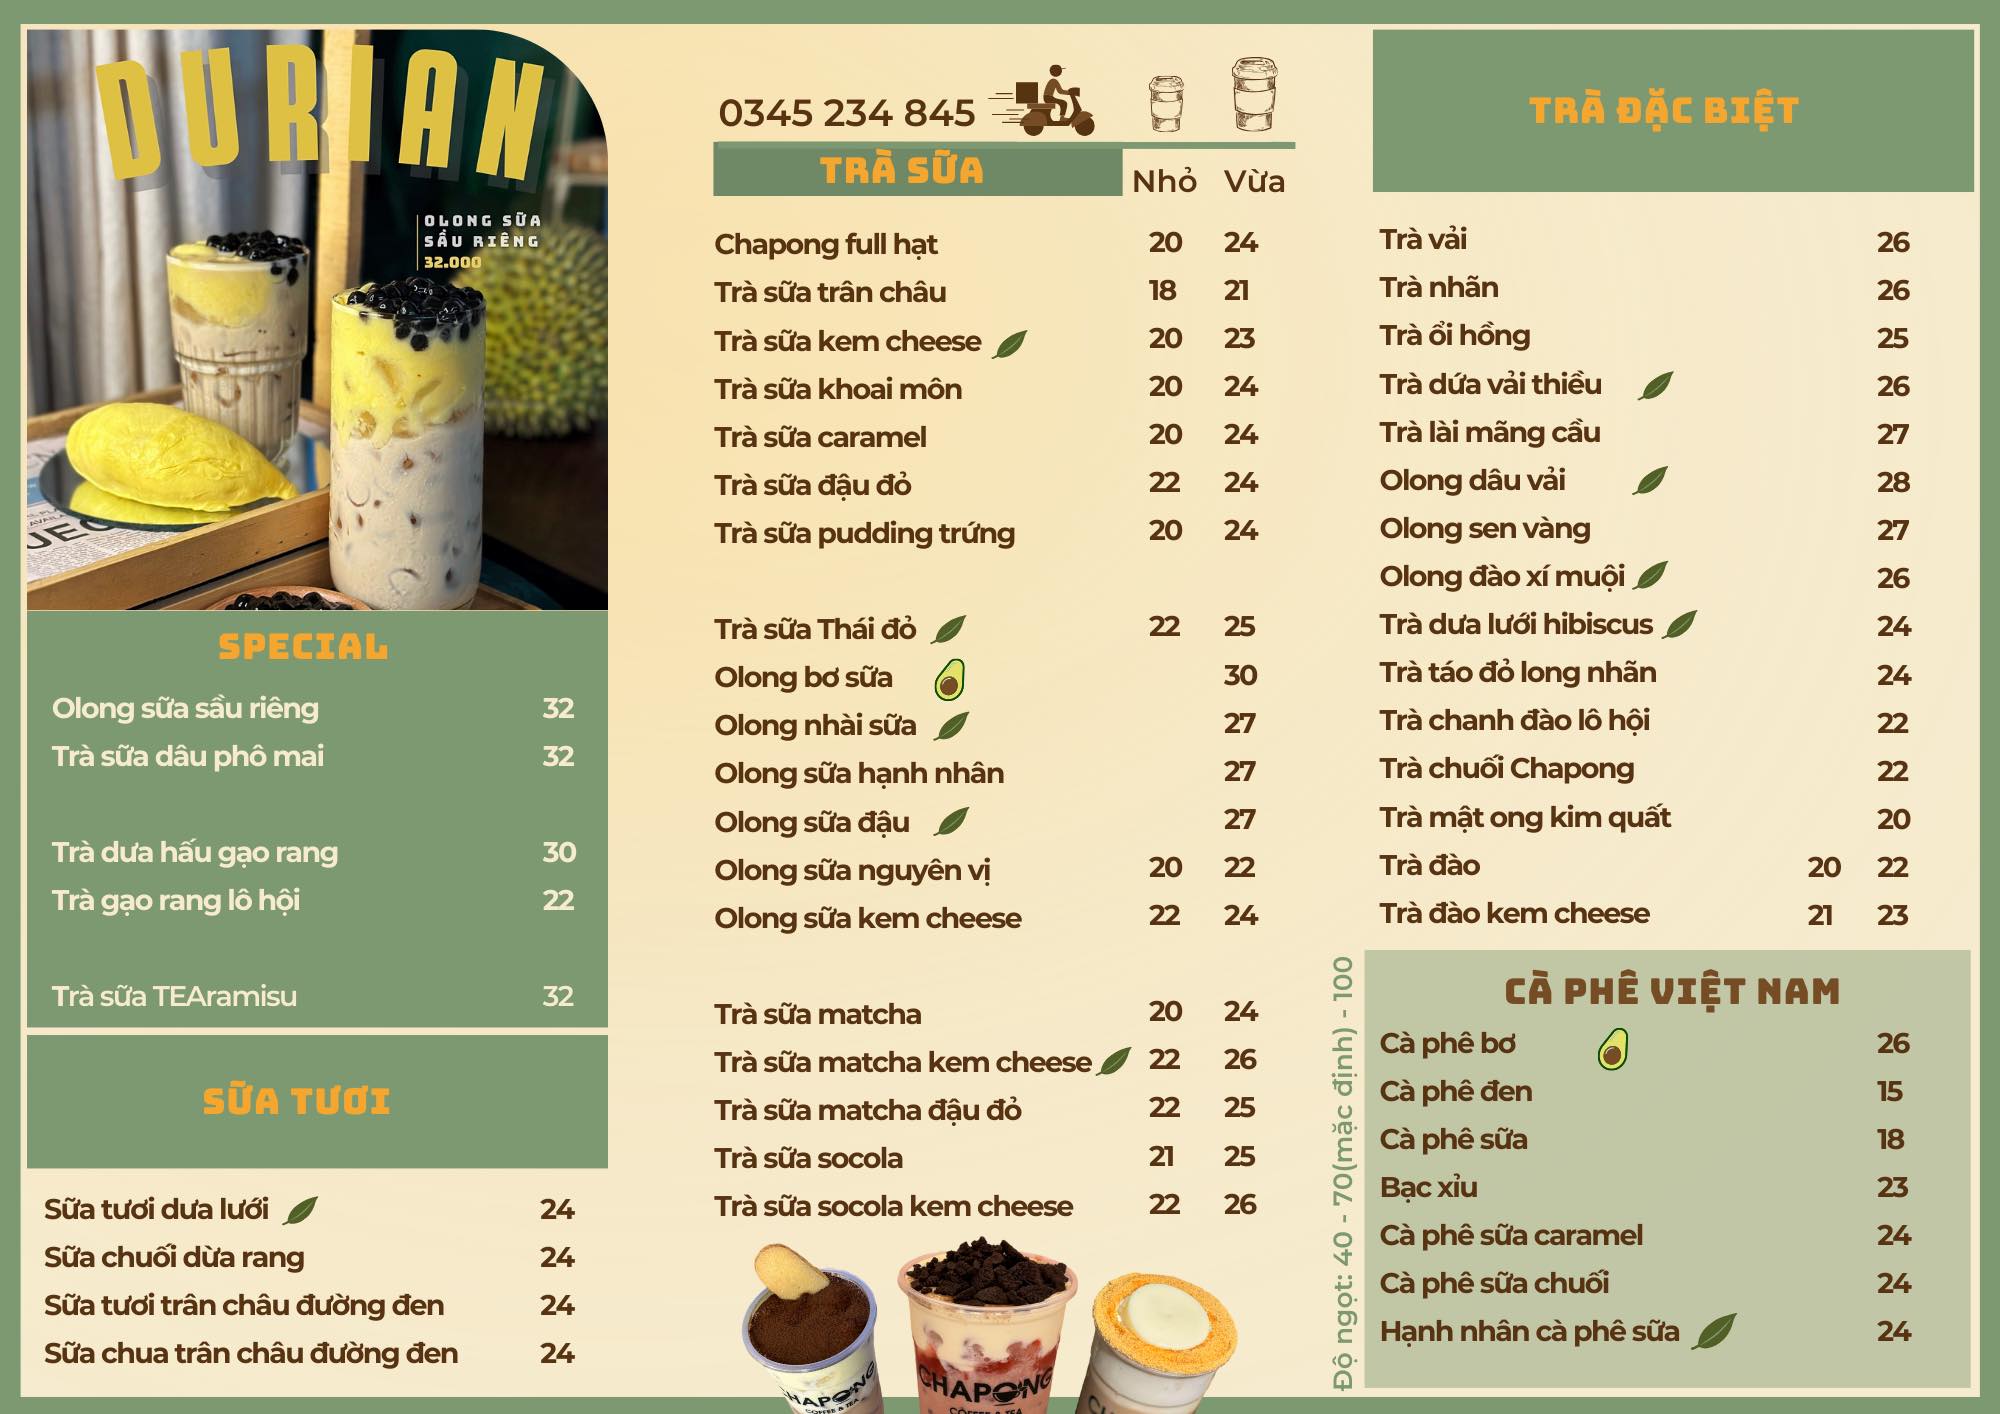 DURIAN
OLONG SỮA
SẦU RIÊNG
32.000
SPECIAL
Olong sữa sầu riêng 32
Trà sữa dâu phô mai 32
Trà dưa hấu gạo rang 30
Trà gạo rang lô hội 22
Trà sữa TEAramisu 32
SỮA TƯƠI
Sữa tươi dưa lưới 24
Sữa chuối dừa rang 24
Sữa tươi trân châu đường đen 24
Sữa chua trân châu đường đen 24
0345 234 845
TRÀ SỮA Nhỏ Vừa
Chapong full hạt 20 24
Trà sữa trân châu 18 21
Trà sữa kem cheese 20 23
Trà sữa khoai môn 20 24
Trà sữa caramel 20 24
Trà sữa đậu đỏ 22 24
Trà sữa pudding trứng 20 24
Trà sữa Thái đỏ 22 25
Olong bơ sữa 30
Olong nhài sữa 27
Olong sữa hạnh nhân 27
Olong sữa đậu 27
Olong sữa nguyên vị 20 22
Olong sữa kem cheese 22 24
Trà sữa matcha 20 24
Trà sữa matcha kem cheese 22 26
Trà sữa matcha đậu đỏ 22 25
Trà sữa socola 21 25
Trà sữa socola kem cheese 22 26
CHAPONG
COFFEE & TEA
CHAPONG
COFFEE & TEA
TRÀ ĐẶC BIỆT
Trà vải 26
Trà nhãn 26
Trà ổi hồng 25
Trà dứa vải thiều 26
Trà lài mãng cầu 27
Olong dâu vải 28
Olong sen vàng 27
Olong đào xí muội 26
Trà dưa lưới hibiscus 24
Trà táo đỏ long nhãn 24
Trà chanh đào lô hội 22
Trà chuối Chapong 22
Trà mật ong kim quất 20
Trà đào 20 22
Trà đào kem cheese 21 23
Độ ngọt: 40 - 70(mặc định) - 100
CÀ PHÊ VIỆT NAM
Cà phê bơ 26
Cà phê đen 15
Cà phê sữa 18
Bạc xỉu 23
Cà phê sữa caramel 24
Cà phê sữa chuối 24
Hạnh nhân cà phê sữa 24